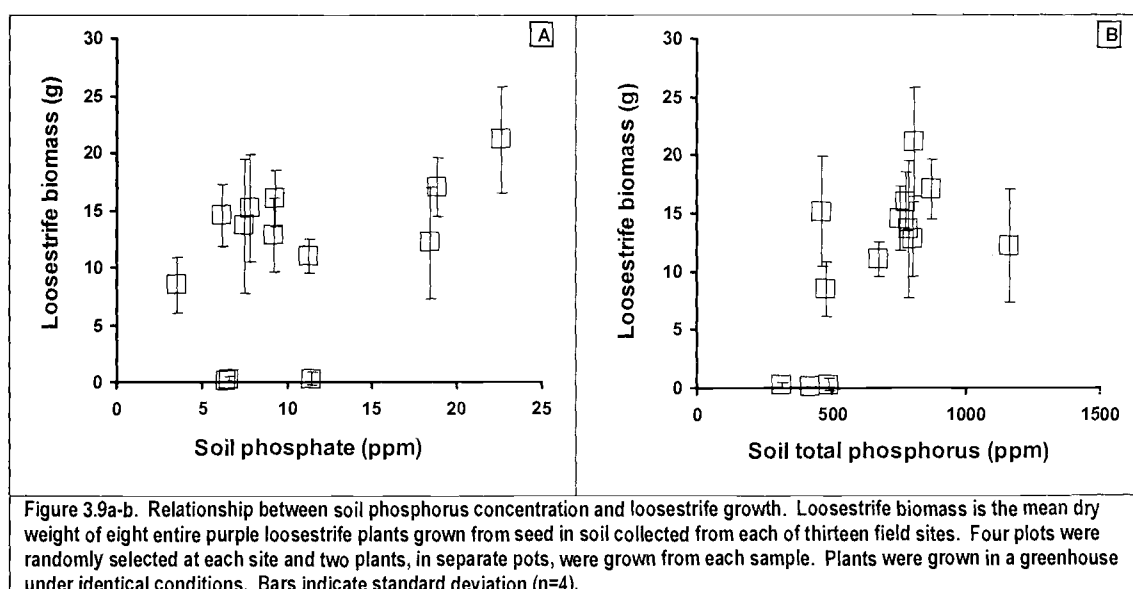 A
30
25
20
15
10
5
0
Loosestrife biomass (g)
0 5 10 15 20 25
Soil phosphate (ppm)
B
30
25
20
15
10
5
0
Loosestrife biomass (g)
0 500 1000 1500
Soil total phosphorus (ppm)
Figure 3.9a-b. Relationship between soil phosphorus concentration and loosestrife growth. Loosestrife biomass is the mean dry
weight of eight entire purple loosestrife plants grown from seed in soil collected from each of thirteen field sites. Four plots were
randomly selected at each site and two plants, in separate pots, were grown from each sample. Plants were grown in a greenhouse
under identical conditions. Bars indicate standard deviation (n=4).